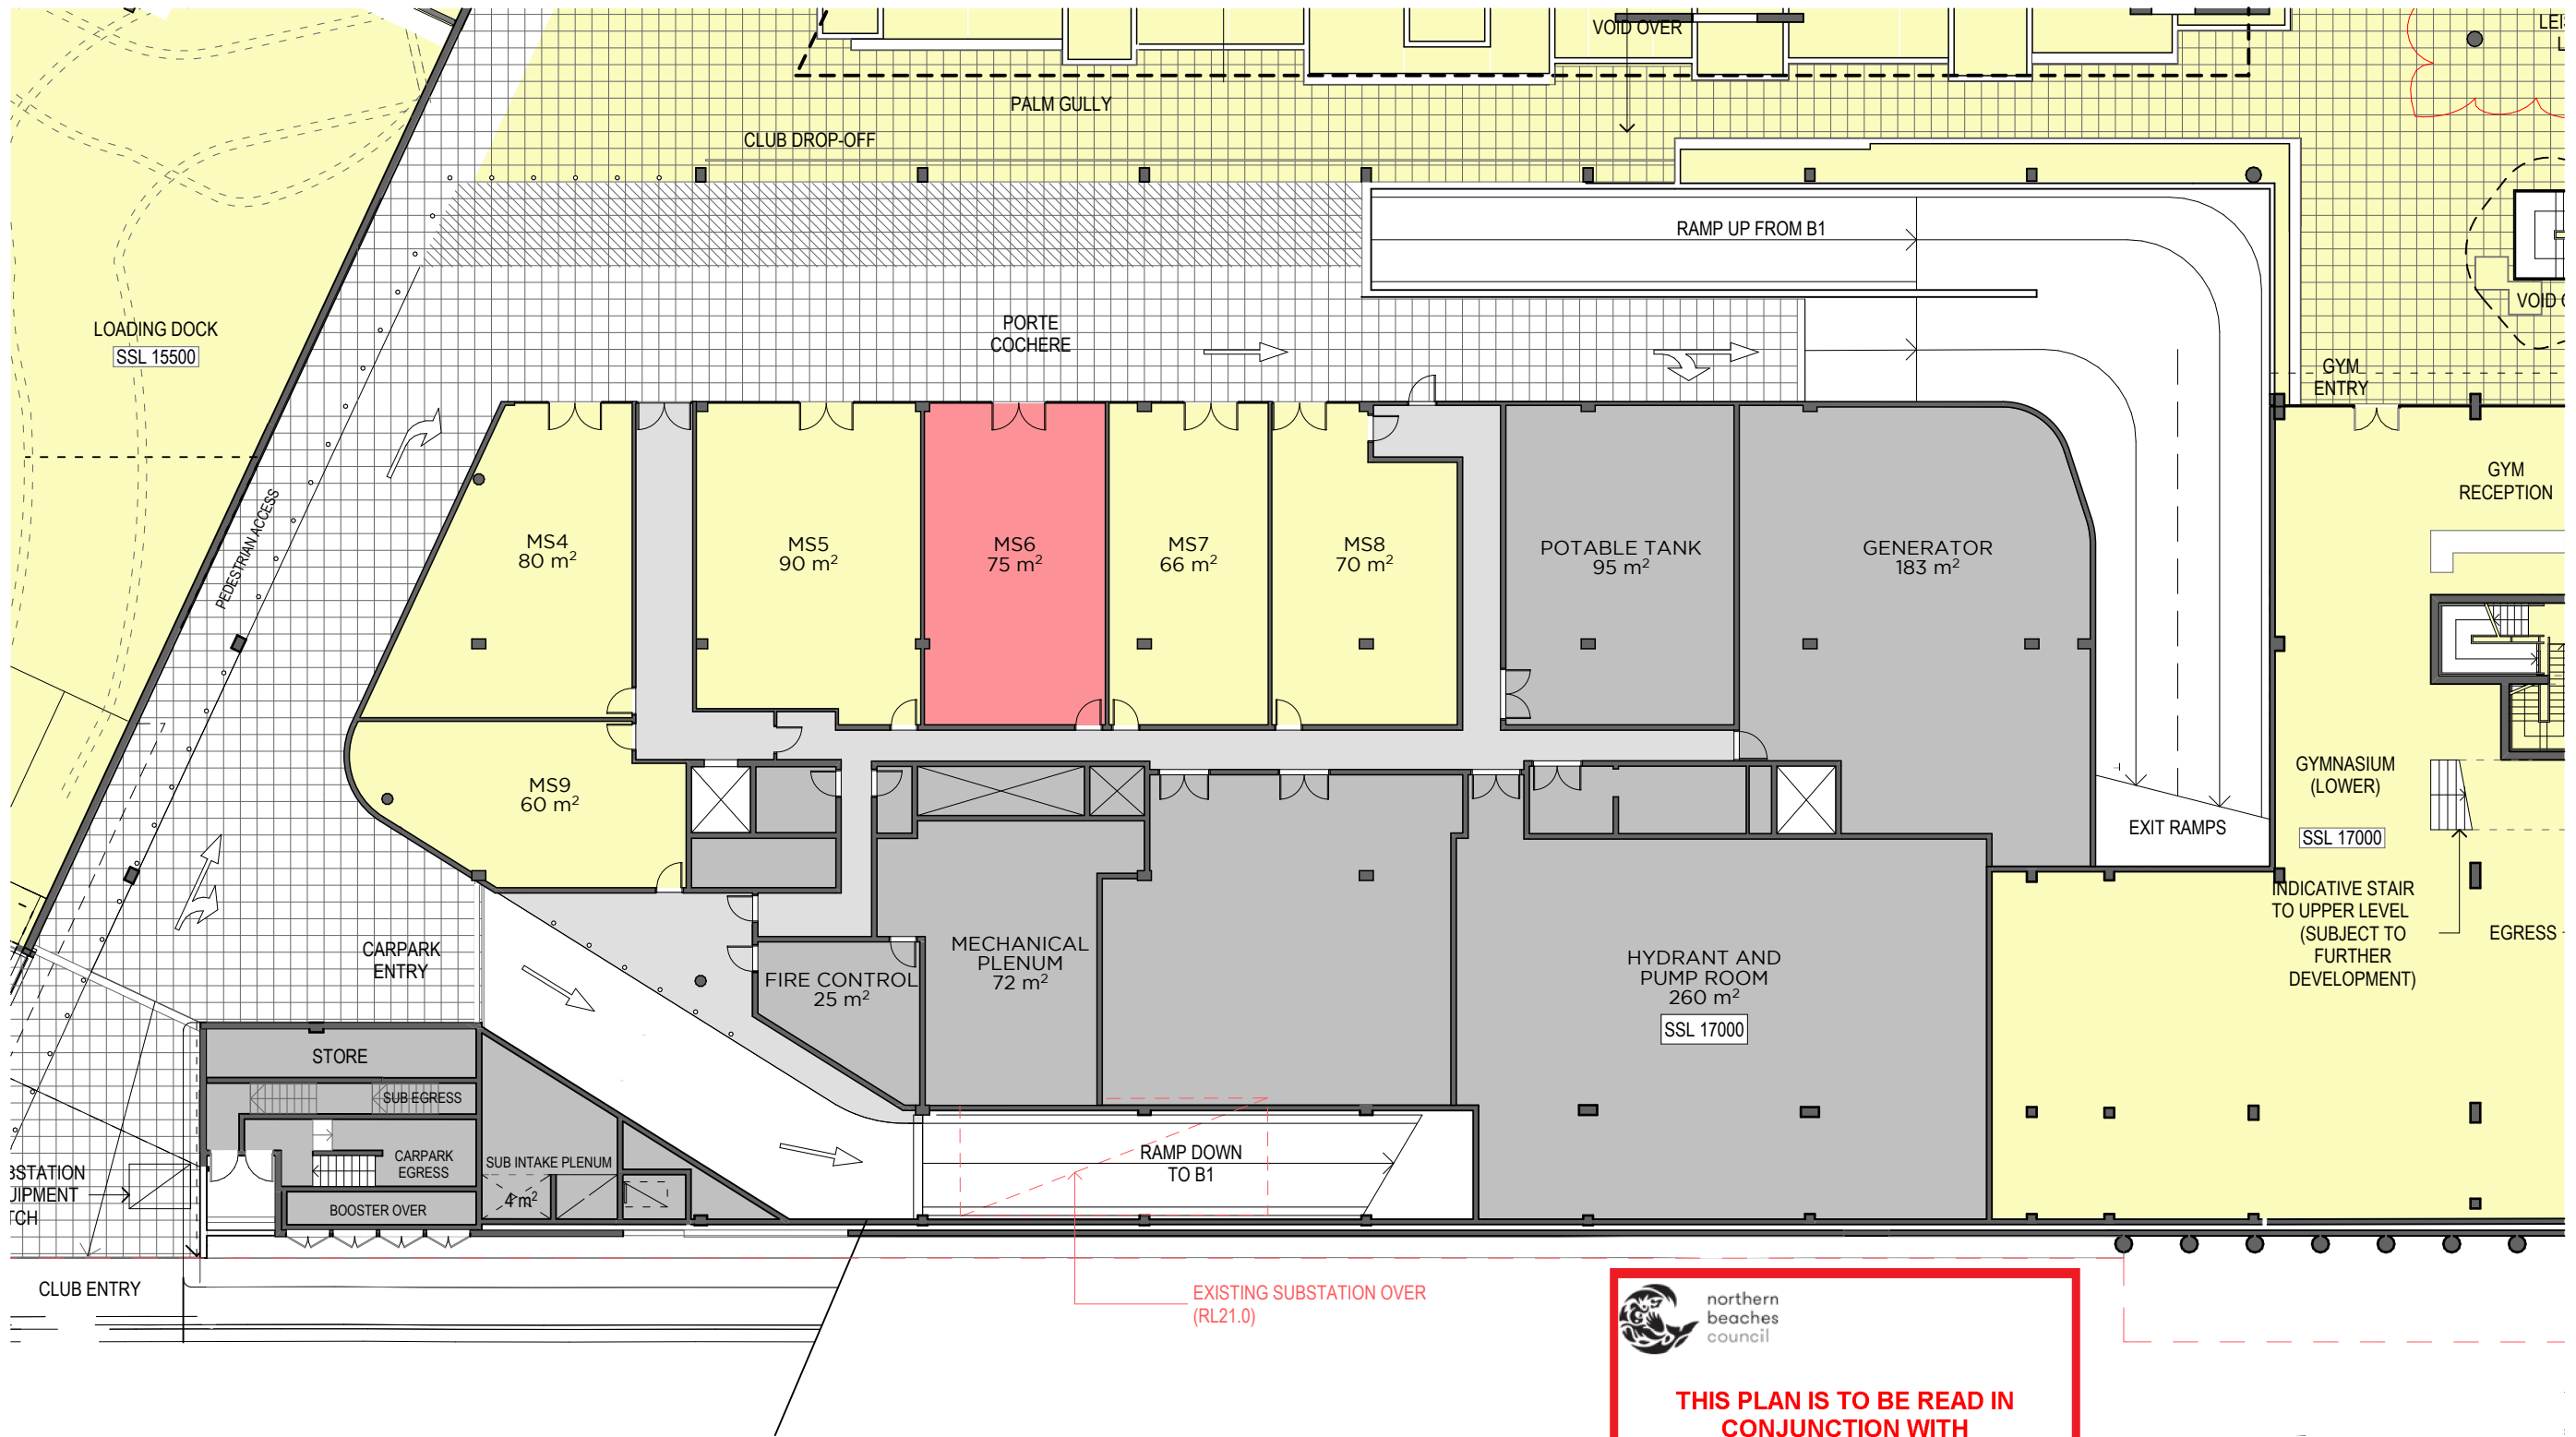 VOID OVER
PALM GULLY
CLUB DROP-OFF
RAMP UP FROM B1
LOADING DOCK
SSL 15500
PORTE
COCHERE
VOID
GYM
ENTRY
GYM
RECEPTION
PEDESTRIAN ACCESS
MS4
80 m²
MS5
90 m²
MS6
75 m²
MS7
66 m²
MS8
70 m²
POTABLE TANK
95 m²
GENERATOR
183 m²
MS9
60 m²
GYMNASIUM
(LOWER)
SSL 17000
EXIT RAMPS
INDICATIVE STAIR
TO UPPER LEVEL
(SUBJECT TO
FURTHER
DEVELOPMENT)
EGRESS
CARPARK
ENTRY
MECHANICAL
PLENUM
72 m²
FIRE CONTROL
25 m²
HYDRANT AND
PUMP ROOM
260 m²
SSL 17000
STORE
SUB EGRESS
CARPARK
EGRESS
SUB INTAKE PLENUM
4 m²
BOOSTER OVER
RAMP DOWN
TO B1
CLUB ENTRY
EXISTING SUBSTATION OVER
(RL21.0)
northern
beaches
council
THIS PLAN IS TO BE READ IN
CONJUNCTION WITH